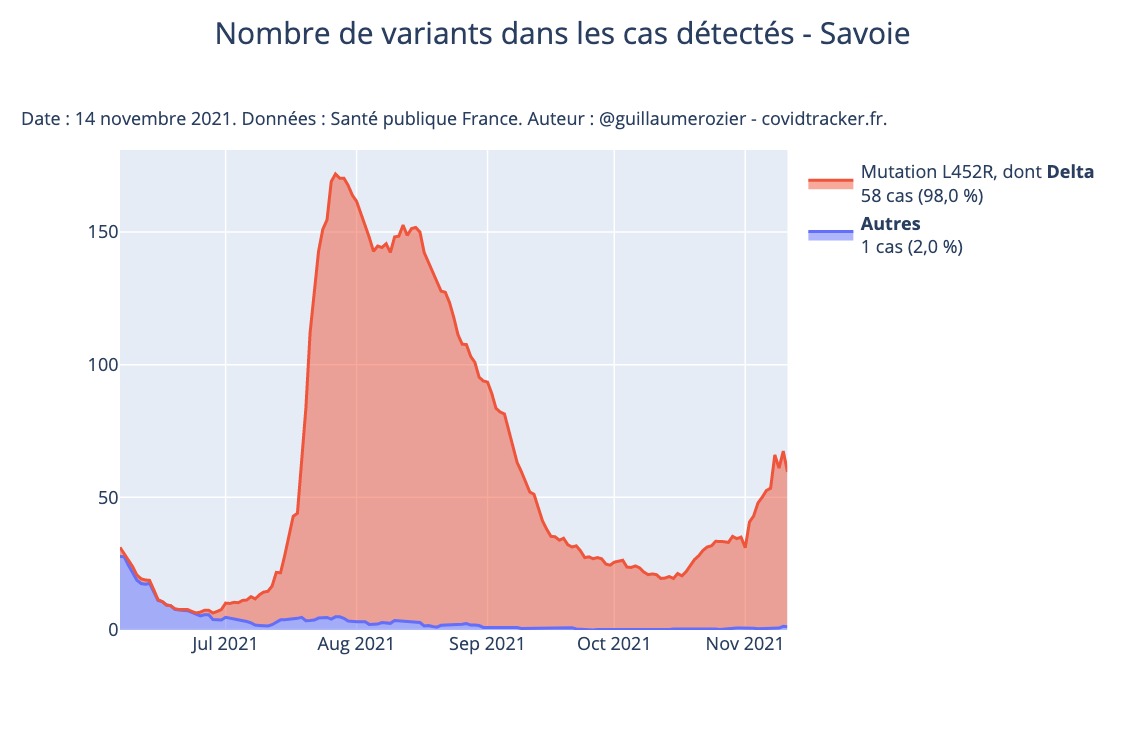 Nombre de variants dans les cas détectés - Savoie
Date : 14 novembre 2021. Données : Santé publique France. Auteur : @guillaumerozier - covidtracker.fr.
Mutation L452R, dont Delta
58 cas (98,0 %)
Autres
1 cas (2,0 %)
150
100
50
0
Jul 2021 Aug 2021 Sep 2021 Oct 2021 Nov 2021